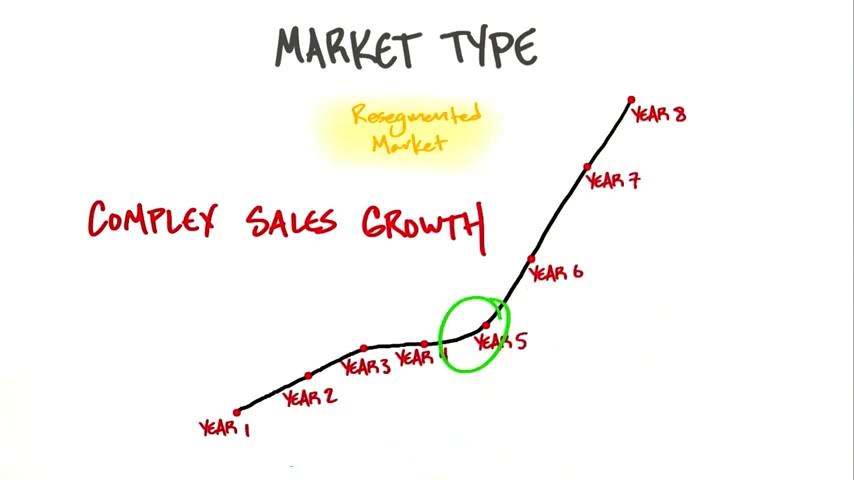 MARKET TYPE
Resegmented
Market
COMPLEX SALES GROWTH
YEAR 1
YEAR 2
YEAR 3
YEAR 4
YEAR 5
YEAR 6
YEAR 7
YEAR 8